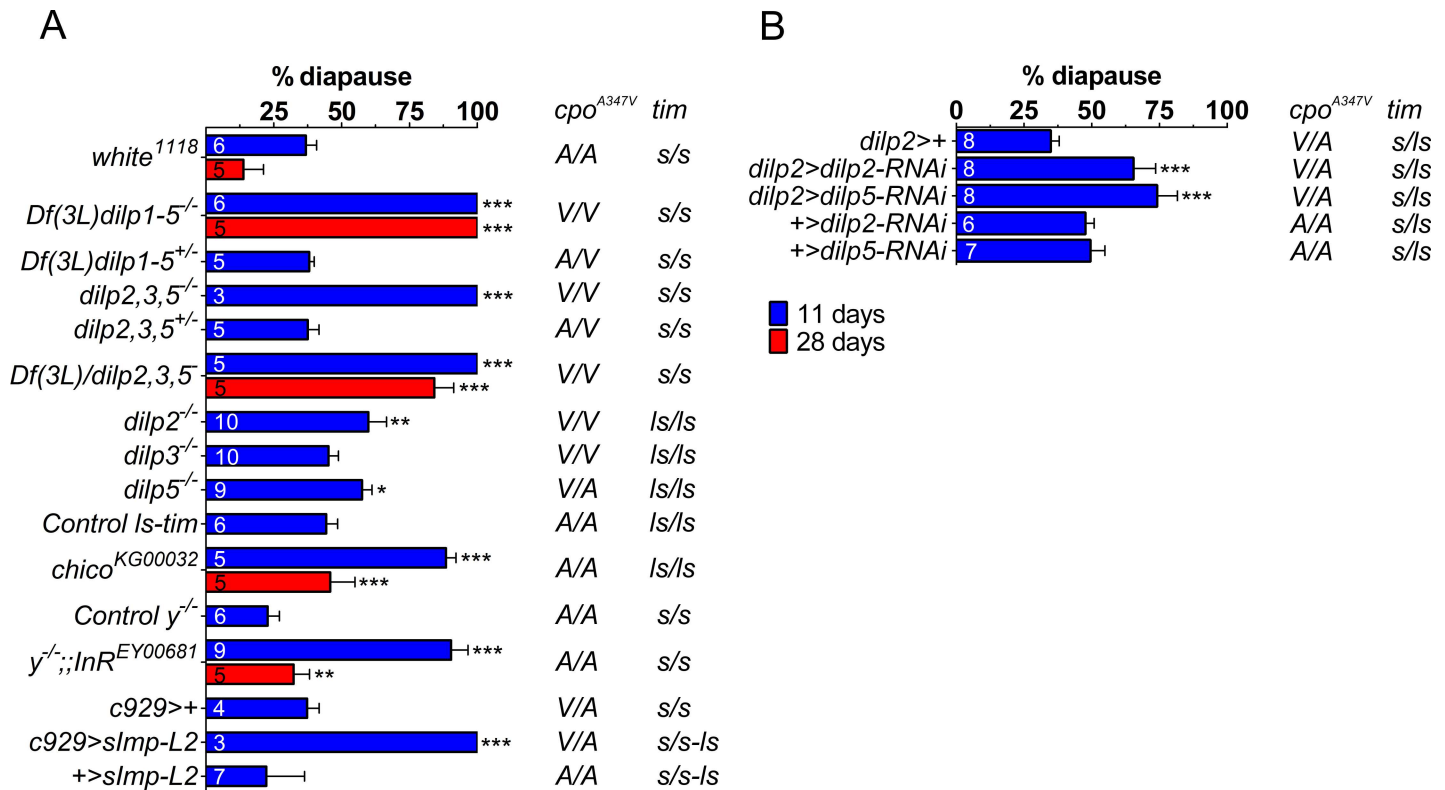 A
% diapause
25 50 75 100 cpo^A347V tim
white^1118 6 A/A s/s
5
Df(3L)dilp1-5^-/- 6 *** V/V s/s
5 ***
Df(3L)dilp1-5^+/- 5 A/V s/s
dilp2,3,5^-/- 3 *** V/V s/s
dilp2,3,5^+/- 5 A/V s/s
Df(3L)/dilp2,3,5^- 5 *** V/V s/s
5 ***
dilp2^-/- 10 ** V/V ls/ls
dilp3^-/- 10 V/V ls/ls
dilp5^-/- 9 * V/A ls/ls
Control ls-tim 6 A/A ls/ls
chico^KG00032 5 *** A/A ls/ls
5 ***
Control y^-/- 6 A/A s/s
y^-/-;;InR^EY00681 9 *** A/A s/s
5 **
c929>+ 4 V/A s/s
c929>sImp-L2 3 *** V/A s/s-ls
+>sImp-L2 7 A/A s/s-ls
B
% diapause
0 25 50 75 100 cpo^A347V tim
dilp2>+ 8 V/A s/ls
dilp2>dilp2-RNAi 8 *** V/A s/ls
dilp2>dilp5-RNAi 8 *** V/A s/ls
+>dilp2-RNAi 6 A/A s/ls
+>dilp5-RNAi 7 A/A s/ls
11 days
28 days